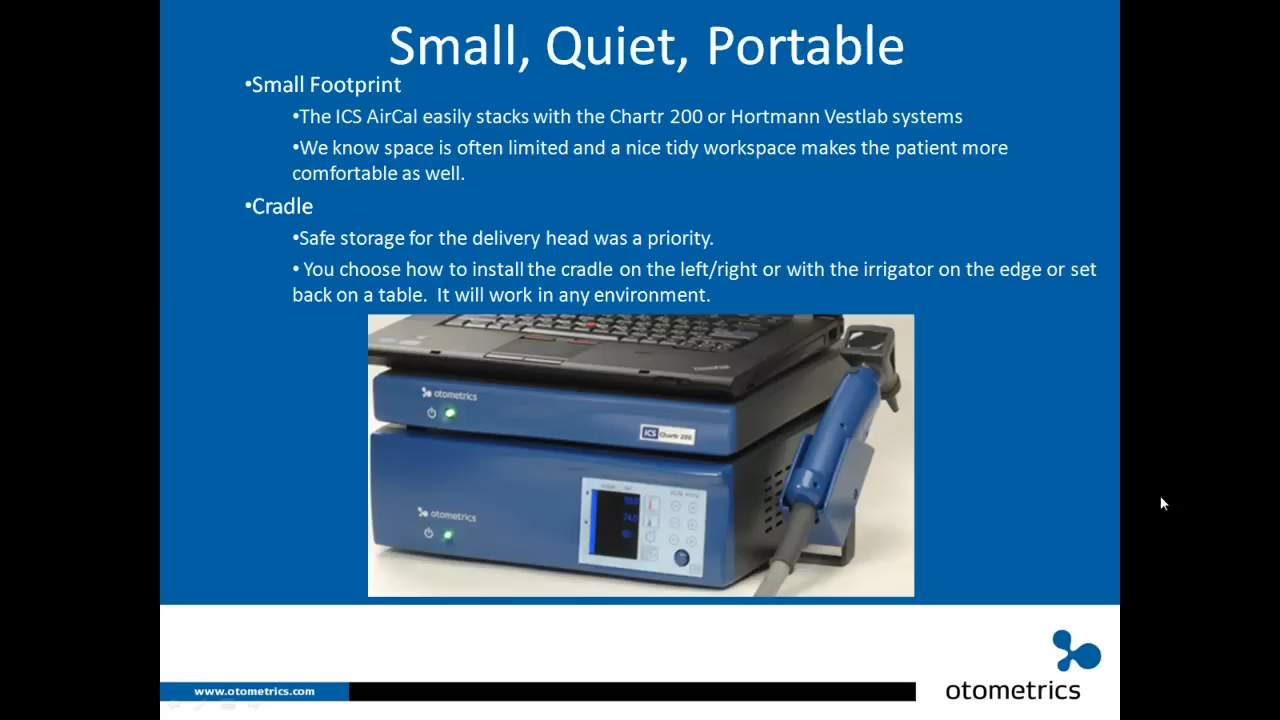 Small, Quiet, Portable
•Small Footprint
•The ICS AirCal easily stacks with the Chartr 200 or Hortmann Vestlab systems
•We know space is often limited and a nice tidy workspace makes the patient more
comfortable as well.
•Cradle
•Safe storage for the delivery head was a priority.
• You choose how to install the cradle on the left/right or with the irrigator on the edge or set
back on a table.  It will work in any environment.
ThinkPad
otometrics
ICS Chartr 200
otometrics
www.otometrics.com
otometrics